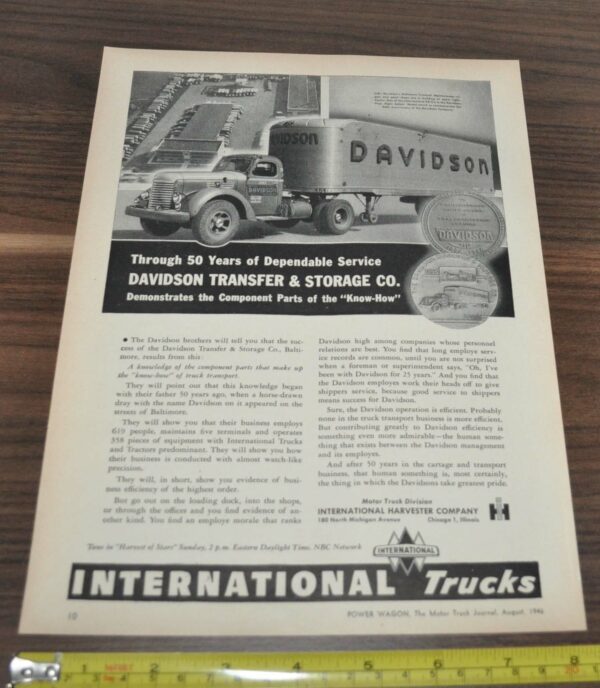 DAVIDSON
DAVIDSON
DAVIDSON
DAVIDSON
Through 50 Years of Dependable Service
DAVIDSON TRANSFER & STORAGE CO.
Demonstrates the Component Parts of the "Know-How"
• The Davidson brothers will tell you that the suc-
cess of the Davidson Transfer & Storage Co., Balti-
more, results from this:
A knowledge of the component parts that make up
the "know-how" of truck transport.
They will point out that this knowledge began
with their father 50 years ago, when a horse-drawn
dray with the name Davidson on it appeared on the
streets of Baltimore.
They will show you that their business employs
619 people, maintains five terminals and operates
358 pieces of equipment with International Trucks
and Tractors predominant. They will show you how
their business is conducted with almost watch-like
precision.
They will, in short, show you evidence of busi-
ness efficiency of the highest order.
But go out on the loading dock, into the shops,
or through the offices and you find evidence of an-
other kind. You find an employe morale that ranks
Davidson high among companies whose personnel
relations are best. You find that long employe serv-
ice records are common, until you are not surprised
when a foreman or superintendent says, "Oh, I've
been with Davidson for 25 years." And you find that
the Davidson employes work their heads off to give
shippers service, because good service to shippers
means success for Davidson.
Sure, the Davidson operation is efficient. Probably
none in the truck transport business is more efficient.
But contributing greatly to Davidson efficiency is
something even more admirable—the human some-
thing that exists between the Davidson management
and its employes.
And after 50 years in the cartage and transport
business, that human something is, most certainly,
the thing in which the Davidsons take greatest pride.
Motor Truck Division
INTERNATIONAL HARVESTER COMPANY
180 North Michigan Avenue Chicago 1, Illinois
Tune in "Harvest of Stars" Sunday, 2 p.m. Eastern Daylight Time, NBC Network
INTERNATIONAL
INTERNATIONAL Trucks
10
POWER WAGON, The Motor Truck Journal, August, 1946
1 2 3 4 5 6 7 8